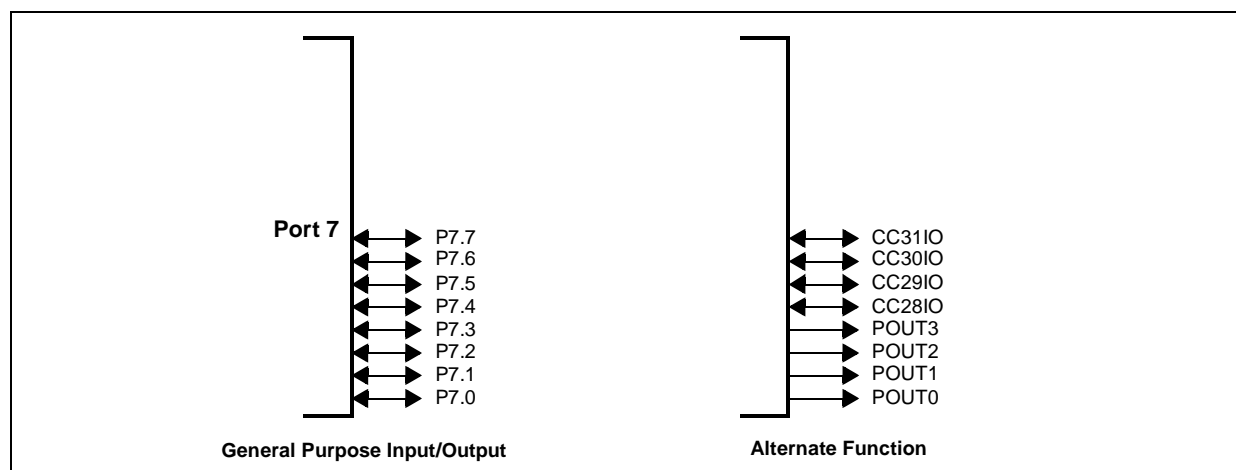 Port 7
P7.7
P7.6
P7.5
P7.4
P7.3
P7.2
P7.1
P7.0
General Purpose Input/Output
CC31IO
CC30IO
CC29IO
CC28IO
POUT3
POUT2
POUT1
POUT0
Alternate Function